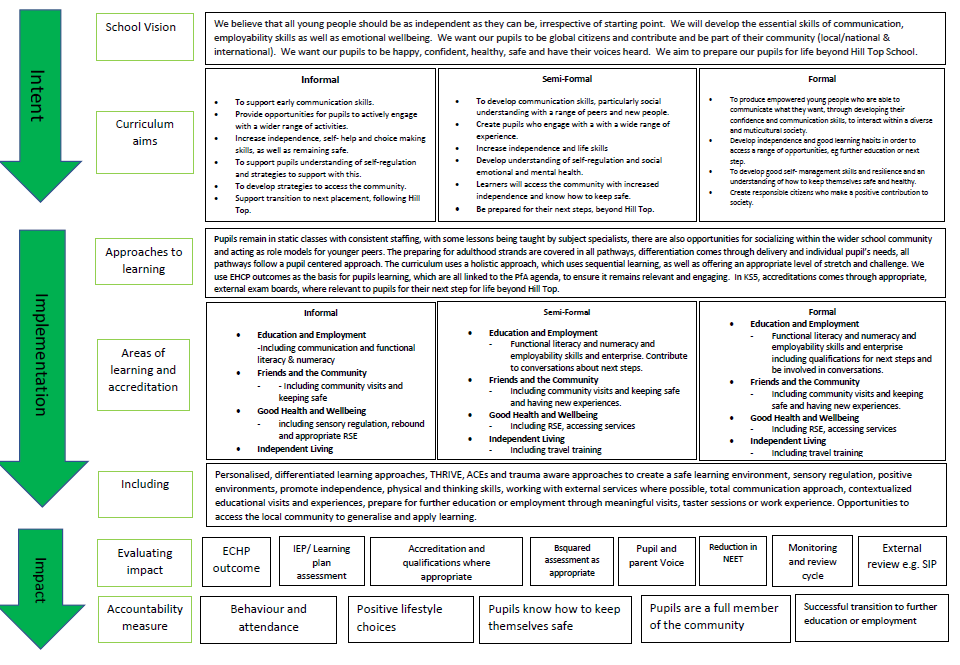 Intent
School Vision
We believe that all young people should be as independent as they can be, irrespective of starting point.  We will develop the essential skills of communication,
employability skills as well as emotional wellbeing.  We want our pupils to be global citizens and contribute and be part of their community (local/national &
international).  We want our pupils to be happy, confident, healthy, safe and have their voices heard.  We aim to prepare our pupils for life beyond Hill Top School.
Curriculum
aims
Informal
• To support early communication skills.
• Provide opportunities for pupils to actively engage
with a wider range of activities.
• Increase independence, self- help and choice making
skills, as well as remaining safe.
• To support pupils understanding of self-regulation
and strategies to support with this.
• To develop strategies to access the community.
• Support transition to next placement, following Hill
Top.
Semi-Formal
• To develop communication skills, particularly social
understanding with a range of peers and new people.
• Create pupils who engage with a with a wide range of
experience.
• Increase independence and life skills
• Develop understanding of self-regulation and social
emotional and mental health.
• Learners will access the community with increased
independence and know how to keep safe.
• Be prepared for their next steps, beyond Hill Top.
Formal
• To produce empowered young people who are able to
communicate what they want, through developing their
confidence and communication skills, to interact within a diverse
and muticultural society.
• Develop independence and good learning habits in order to
access a range of opportunities, eg further education or next
step.
• To develop good self- management skills and resilience and an
understanding of how to keep themselves safe and healthy.
• Create responsible citizens who make a positive contribution to
society.
Implementation
Approaches to
learning
Pupils remain in static classes with consistent staffing, with some lessons being taught by subject specialists, there are also opportunities for socializing within the wider school community
and acting as role models for younger peers. The preparing for adulthood strands are covered in all pathways, differentiation comes through delivery and individual pupil's needs, all
pathways follow a pupil centered approach. The curriculum uses a holistic approach, which uses sequential learning, as well as offering an appropriate level of stretch and challenge. We
use EHCP outcomes as the basis for pupils learning, which are all linked to the PfA agenda, to ensure it remains relevant and engaging.  In KS5, accreditations comes through appropriate,
external exam boards, where relevant to pupils for their next step for life beyond Hill Top.
Areas of
learning and
accreditation
Informal
• Education and Employment
-Including communication and functional
literacy & numeracy
• Friends and the Community
- - Including community visits and
keeping safe
• Good Health and Wellbeing
- including sensory regulation, rebound
and appropriate RSE
• Independent Living
Semi-Formal
• Education and Employment
- Functional literacy and numeracy and
employability skills and enterprise. Contribute
to conversations about next steps.
• Friends and the Community
- Including community visits and keeping safe
and having new experiences.
• Good Health and Wellbeing
- Including RSE, accessing services
• Independent Living
- Including travel training
Formal
• Education and Employment
- Functional literacy and numeracy and
employability skills and enterprise
including qualifications for next steps and
be involved in conversations.
• Friends and the Community
- Including community visits and keeping
safe and having new experiences.
• Good Health and Wellbeing
- Including RSE, accessing services
• Independent Living
- Including travel training
Including
Personalised, differentiated learning approaches, THRIVE, ACEs and trauma aware approaches to create a safe learning environment, sensory regulation, positive
environments, promote independence, physical and thinking skills, working with external services where possible, total communication approach, contextualized
educational visits and experiences, prepare for further education or employment through meaningful visits, taster sessions or work experience. Opportunities to
access the local community to generalise and apply learning.
Impact
Evaluating
impact
ECHP
outcome
IEP/ Learning
plan
assessment
Accreditation and
qualifications where
appropriate
Bsquared
assessment as
appropriate
Pupil and
parent Voice
Reduction in
NEET
Monitoring
and review
cycle
External
review e.g. SIP
Accountability
measure
Behaviour and
attendance
Positive lifestyle
choices
Pupils know how to keep
themselves safe
Pupils are a full member
of the community
Successful transition to further
education or employment